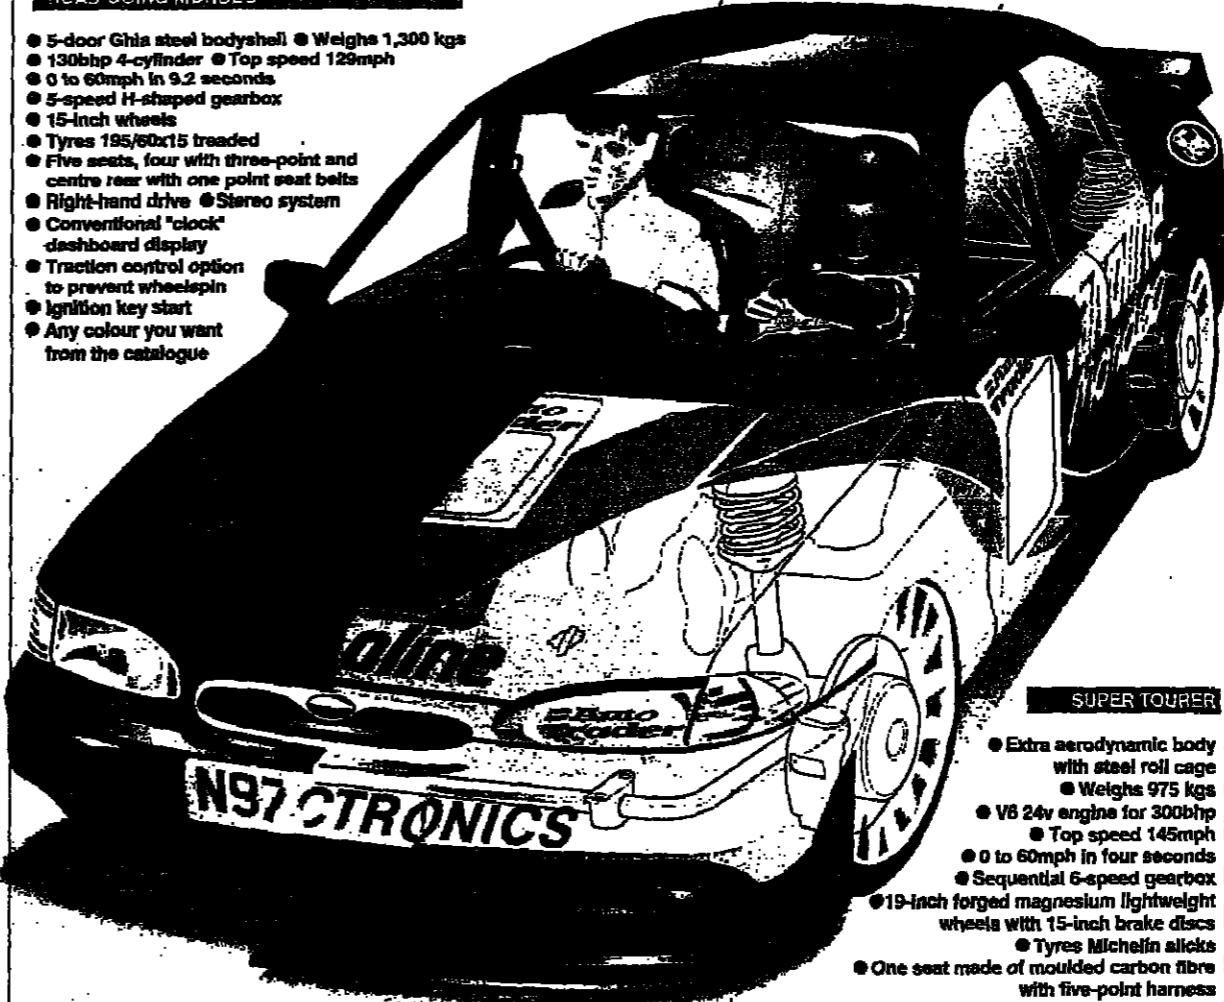 ● 5-door Ghia steel bodyshell ● Weighs 1,300 kgs
● 130bhp 4-cylinder ● Top speed 129mph
● 0 to 60mph in 9.2 seconds
● 5-speed H-shaped gearbox
● 15-inch wheels
● Tyres 195/60x15 treaded
● Five seats, four with three-point and
centre rear with one point seat belts
● Right-hand drive ● Stereo system
● Conventional "clock"
dashboard display
● Traction control option
to prevent wheelspin
● Ignition key start
● Any colour you want
from the catalogue
oline
N97 CTRONICS
SUPER TOURER
● Extra aerodynamic body
with steel roll cage
● Weighs 975 kgs
● V6 24v engine for 300bhp
● Top speed 145mph
● 0 to 60mph in four seconds
● Sequential 6-speed gearbox
● 19-inch forged magnesium lightweight
wheels with 15-inch brake discs
● Tyres Michelin slicks
● One seat made of moulded carbon fibre
with five-point harness